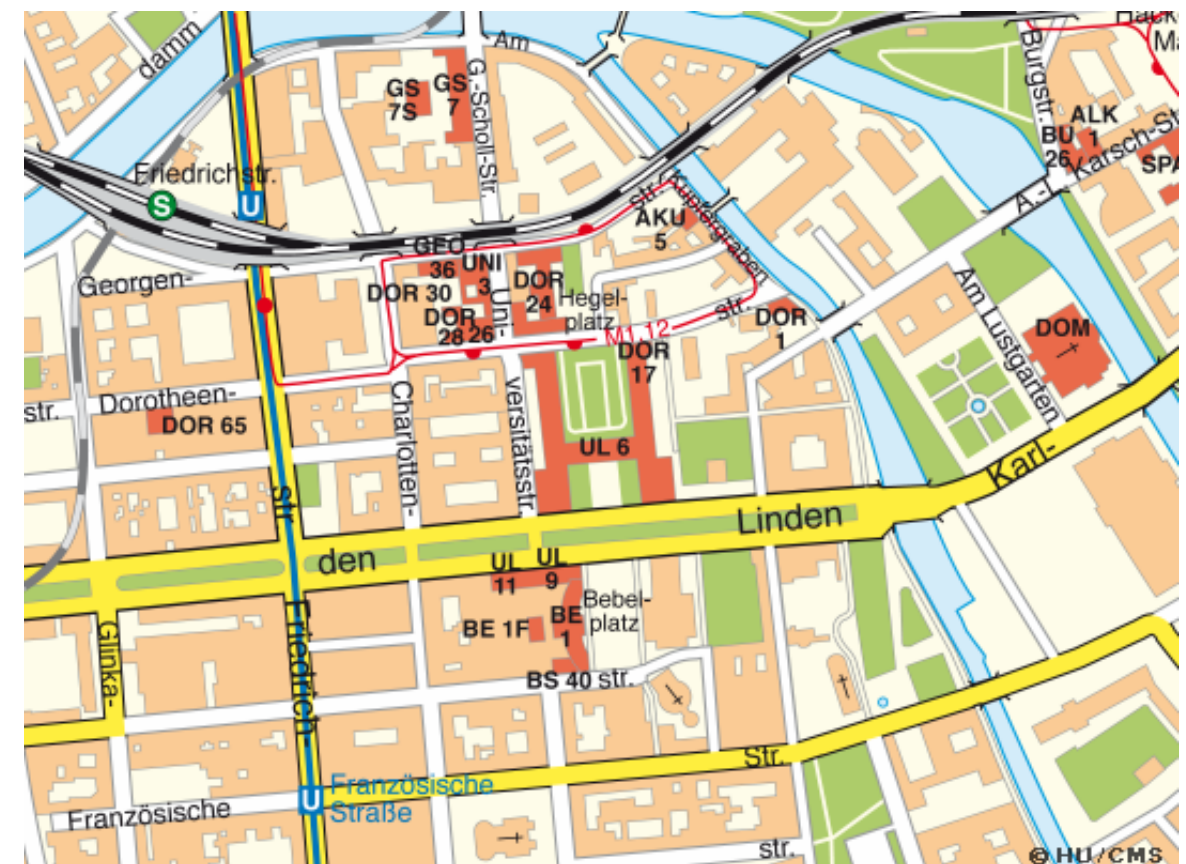 damm
Am
Hacke
Ma
GS
7S
GS
7
G.-Scholl-Str.
Burgstr.
ALK
1
BU
26
Karsch-St
SPA
Friedrichstr.
S
U
str.
Kupfergraben
AKU
5
A.-
GEO
36
UNI
3
DOR 30
DOR
24
Hegel-
platz
Georgen-
DOR
28 26
Uni-
M1,12
str.
DOR
1
DOR
17
Am Lustgarten
DOM
str.
Dorotheen-
DOR 65
Charlotten-
versitätsstr.
UL 6
Karl-
str.
Linden
den
UL
11
UL
9
Bebel-
platz
BE 1F
BE
1
Glinka-
Friedrich-
BS 40 str.
Str.
U
Französische
Straße
Französische
str.
© HU/CMS